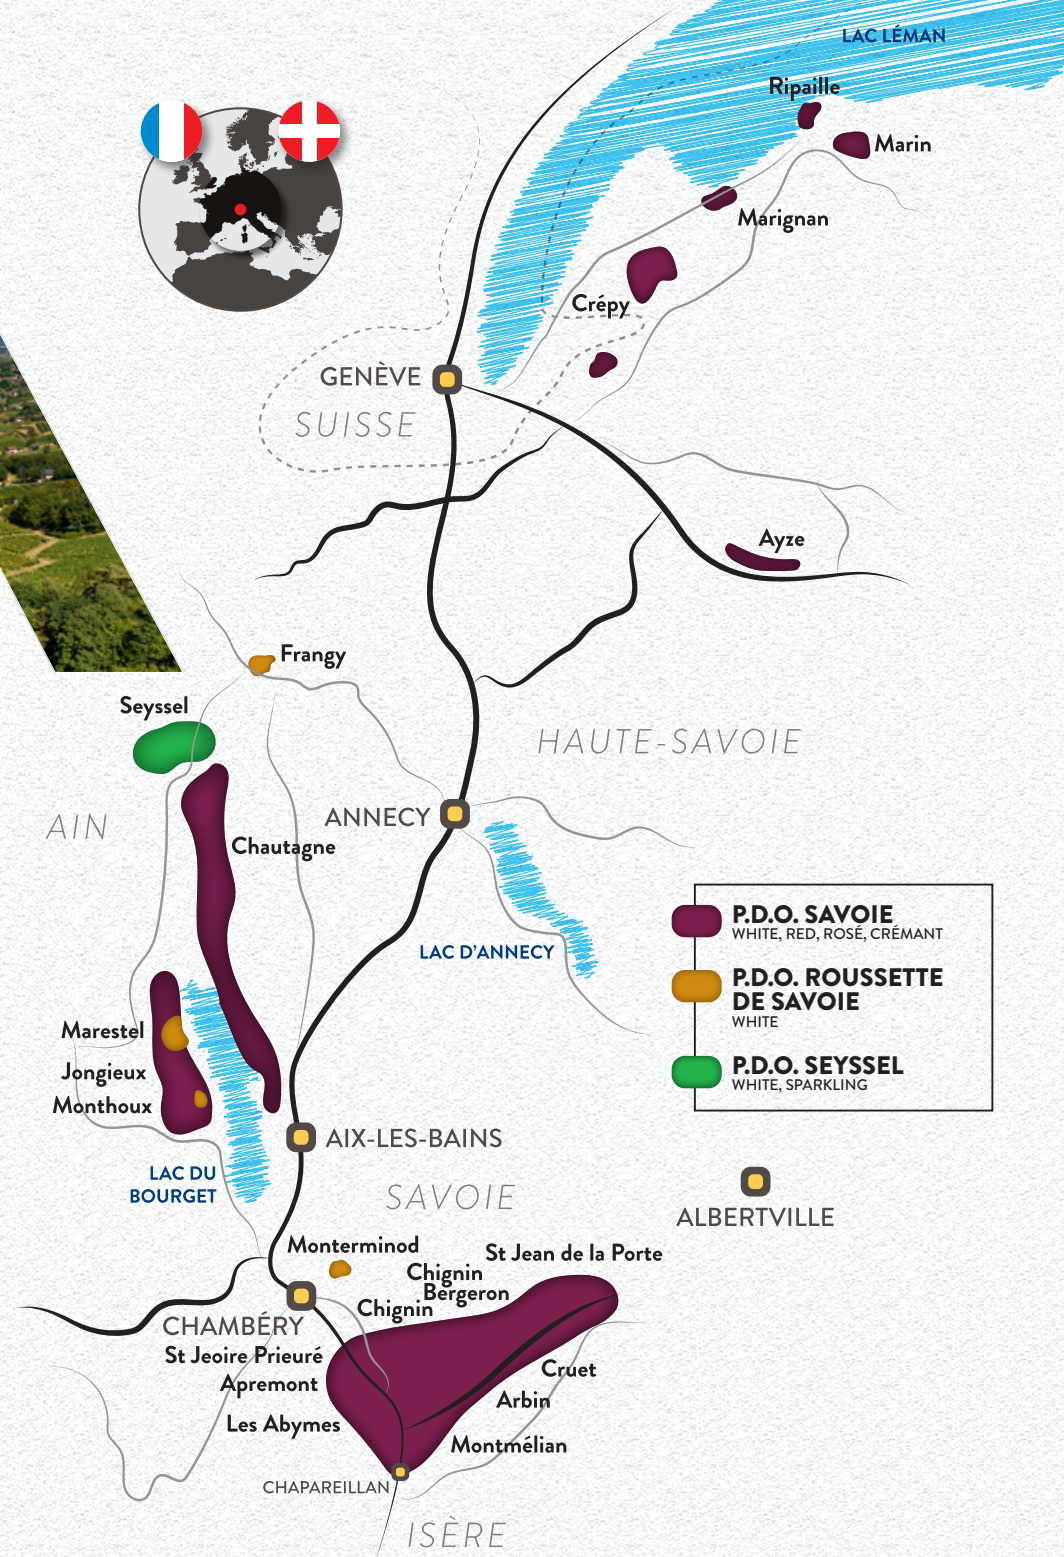 LAC LÉMAN
Ripaille
Marin
Marignan
Crépy
GENÈVE
SUISSE
Ayze
Frangy
Seyssel
HAUTE-SAVOIE
ANNECY
AIN
Chautagne
LAC D'ANNECY
P.D.O. SAVOIE
WHITE, RED, ROSÉ, CRÉMANT
P.D.O. ROUSSETTE
DE SAVOIE
WHITE
P.D.O. SEYSSEL
WHITE, SPARKLING
Marestel
Jongieux
Monthoux
AIX-LES-BAINS
LAC DU
BOURGET
SAVOIE
ALBERTVILLE
Monterminod
St Jean de la Porte
Chignin
Bergeron
Chignin
CHAMBÉRY
St Jeoire Prieuré
Apremont
Cruet
Arbin
Les Abymes
Montmélian
CHAPAREILLAN
ISÈRE